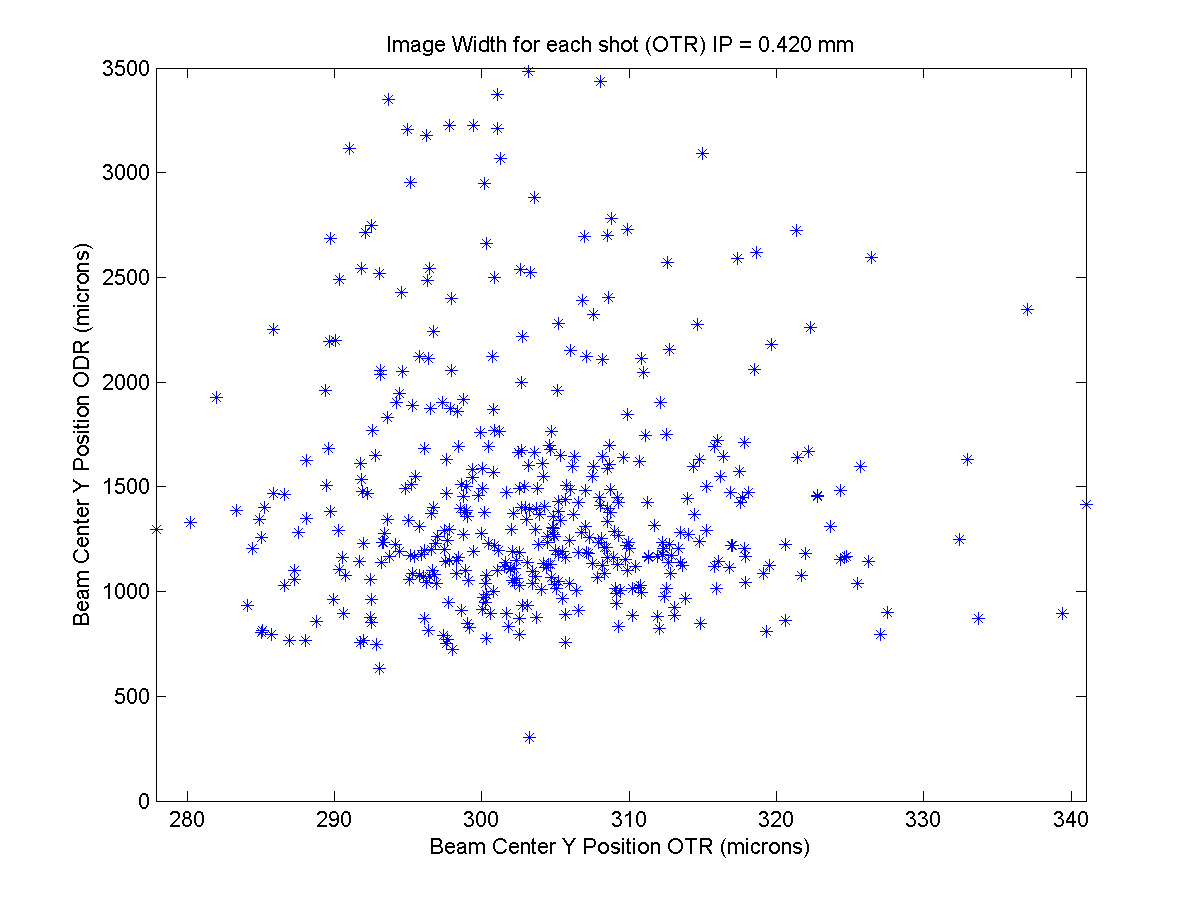 Image Width for each shot (OTR) IP = 0.420 mm
3500
3000
2500
2000
1500
1000
500
0
Beam Center Y Position ODR (microns)
280 290 300 310 320 330 340
Beam Center Y Position OTR (microns)